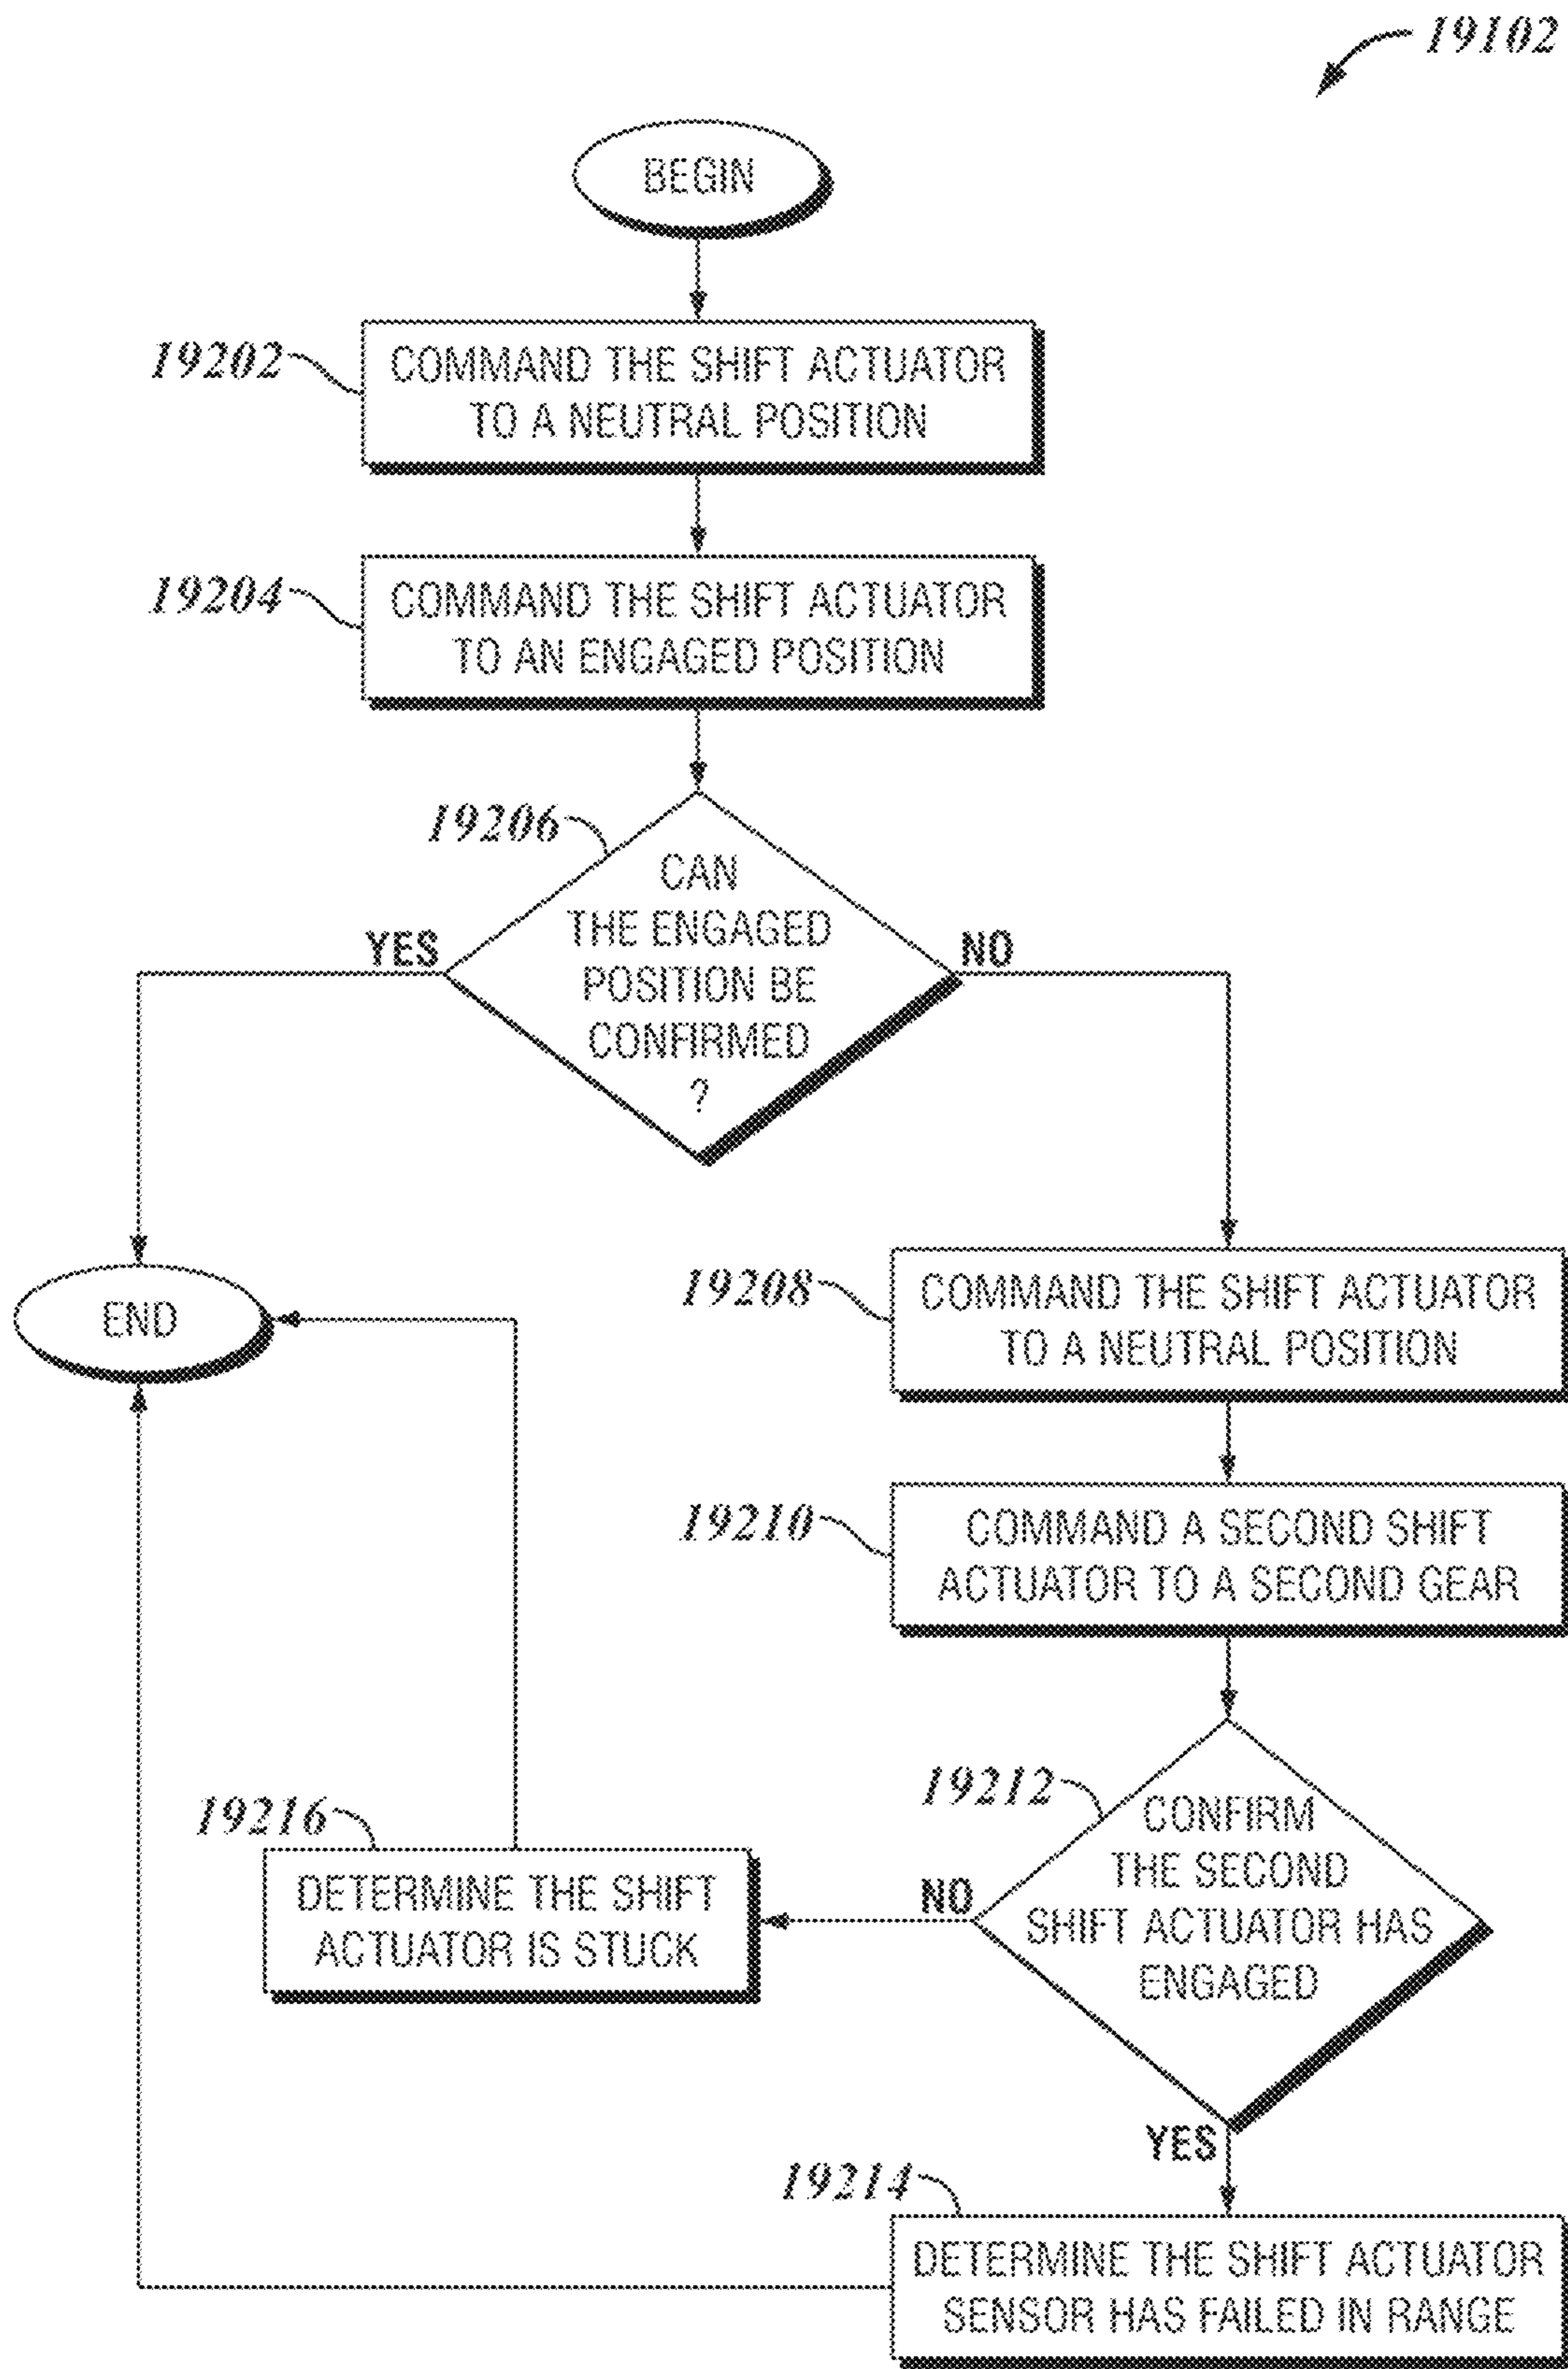 19102
BEGIN
19202
COMMAND THE SHIFT ACTUATOR
TO A NEUTRAL POSITION
19204
COMMAND THE SHIFT ACTUATOR
TO AN ENGAGED POSITION
19206
CAN
THE ENGAGED
POSITION BE
CONFIRMED
?
YES
NO
END
19208
COMMAND THE SHIFT ACTUATOR
TO A NEUTRAL POSITION
19210
COMMAND A SECOND SHIFT
ACTUATOR TO A SECOND GEAR
19212
CONFIRM
THE SECOND
SHIFT ACTUATOR HAS
ENGAGED
NO
19216
DETERMINE THE SHIFT
ACTUATOR IS STUCK
YES
19214
DETERMINE THE SHIFT ACTUATOR
SENSOR HAS FAILED IN RANGE